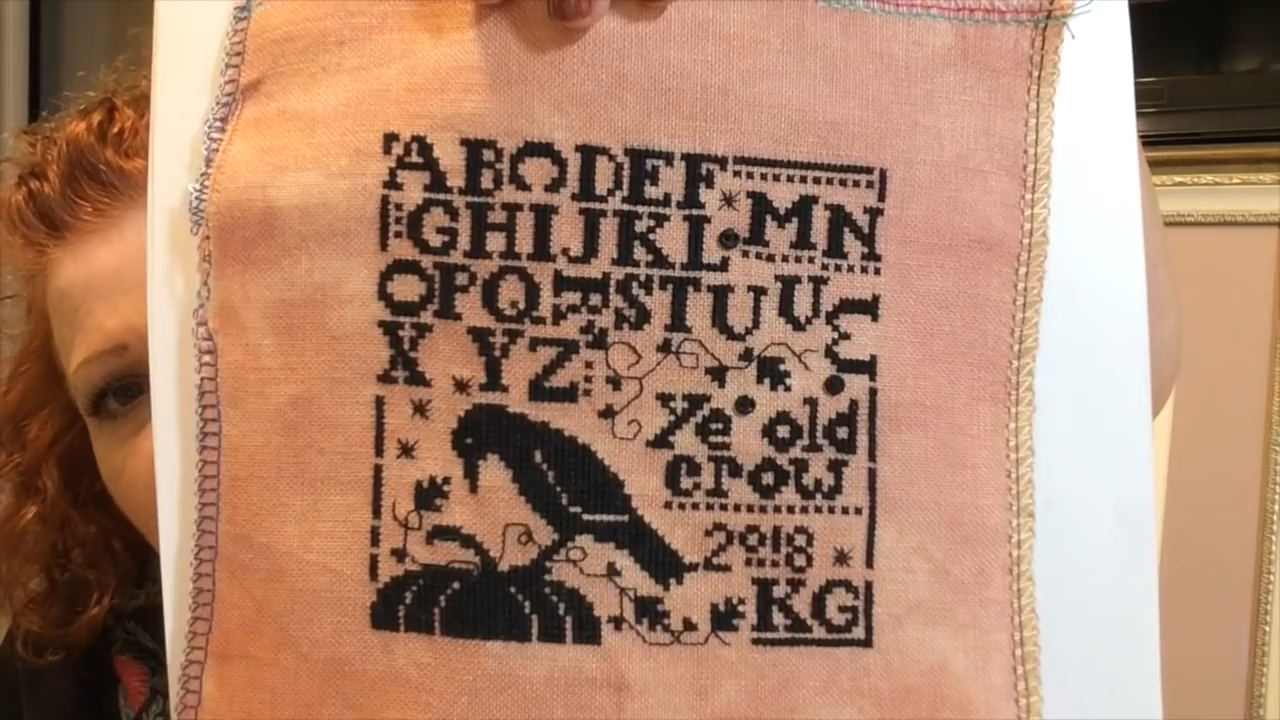 ABCDEF
GHIJKLMN
OPQRSTUVW
XYZ
Ye old
crow
2018
KG